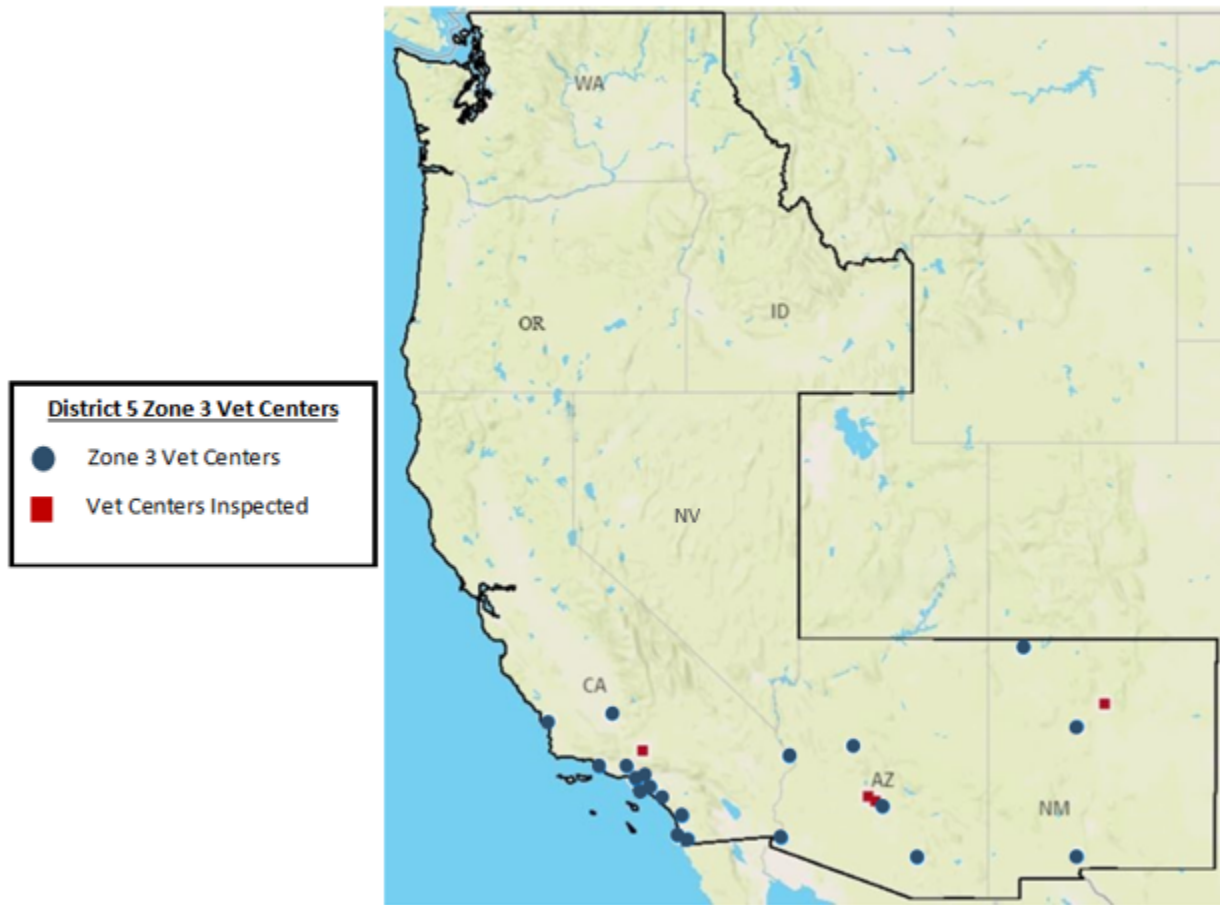 WA
OR
ID
District 5 Zone 3 Vet Centers
Zone 3 Vet Centers
Vet Centers Inspected
NV
CA
AZ
NM